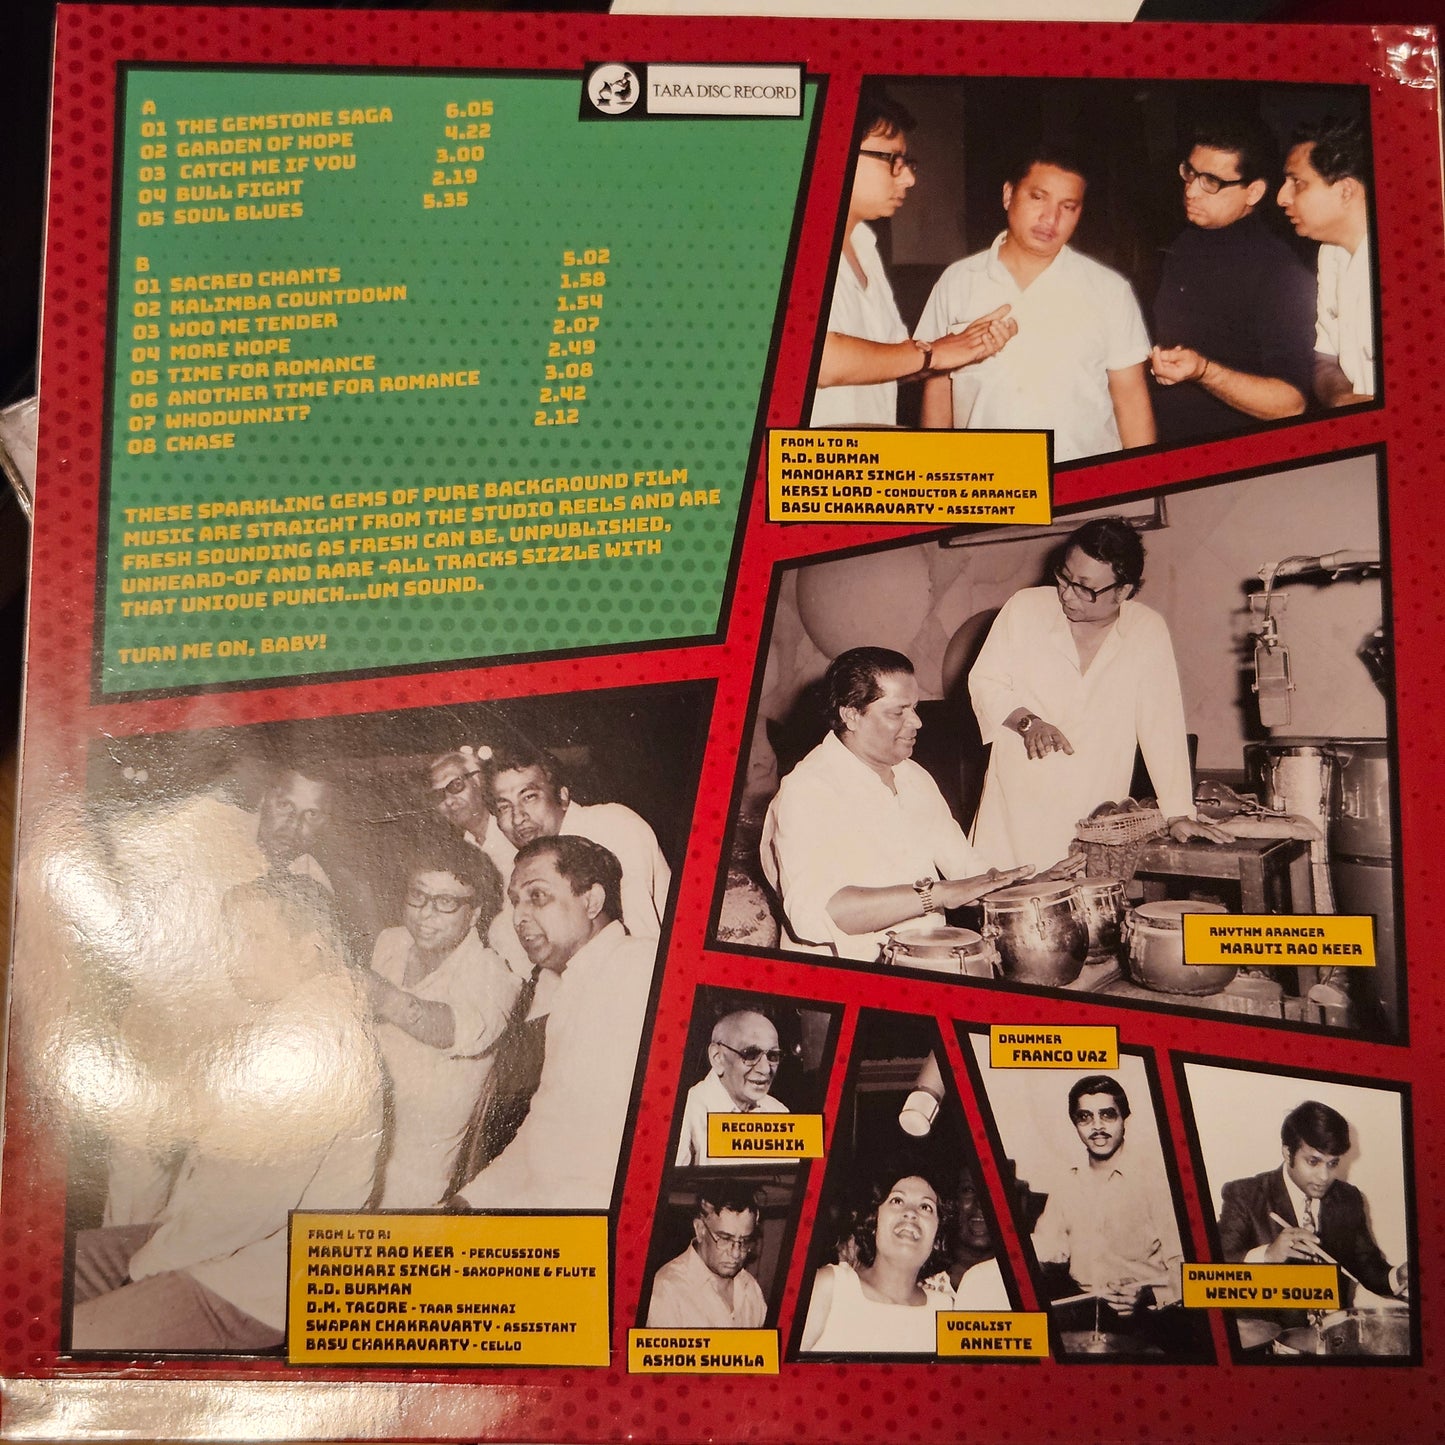 TARA DISC RECORD
A
01 THE GEMSTONE SAGA 6.05
02 GARDEN OF HOPE 4.22
03 CATCH ME IF YOU 3.00
04 BULL FIGHT 2.19
05 SOUL BLUES 5.35
B
01 SACRED CHANTS 5.02
02 KALIMBA COUNTDOWN 1.58
03 WOO ME TENDER 1.54
04 MORE HOPE 2.07
05 TIME FOR ROMANCE 2.49
06 ANOTHER TIME FOR ROMANCE 3.08
07 WHODUNNIT? 2.42
08 CHASE 2.12
THESE SPARKLING GEMS OF PURE BACKGROUND FILM
MUSIC ARE STRAIGHT FROM THE STUDIO REELS AND ARE
FRESH SOUNDING AS FRESH CAN BE. UNPUBLISHED,
UNHEARD-OF AND RARE -ALL TRACKS SIZZLE WITH
THAT UNIQUE PUNCH...UM SOUND.
TURN ME ON, BABY!
FROM L TO R:
R.D. BURMAN
MANOHARI SINGH - ASSISTANT
KERSI LORD - CONDUCTOR & ARRANGER
BASU CHAKRAVARTY - ASSISTANT
RHYTHM ARANGER
MARUTI RAO KEER
FROM L TO R:
MARUTI RAO KEER - PERCUSSIONS
MANOHARI SINGH - SAXOPHONE & FLUTE
R.D. BURMAN
D.M. TAGORE - TAAR SHEHNAI
SWAPAN CHAKRAVARTY - ASSISTANT
BASU CHAKRAVARTY - CELLO
RECORDIST
KAUSHIK
RECORDIST
ASHOK SHUKLA
VOCALIST
ANNETTE
DRUMMER
FRANCO VAZ
DRUMMER
WENCY D' SOUZA